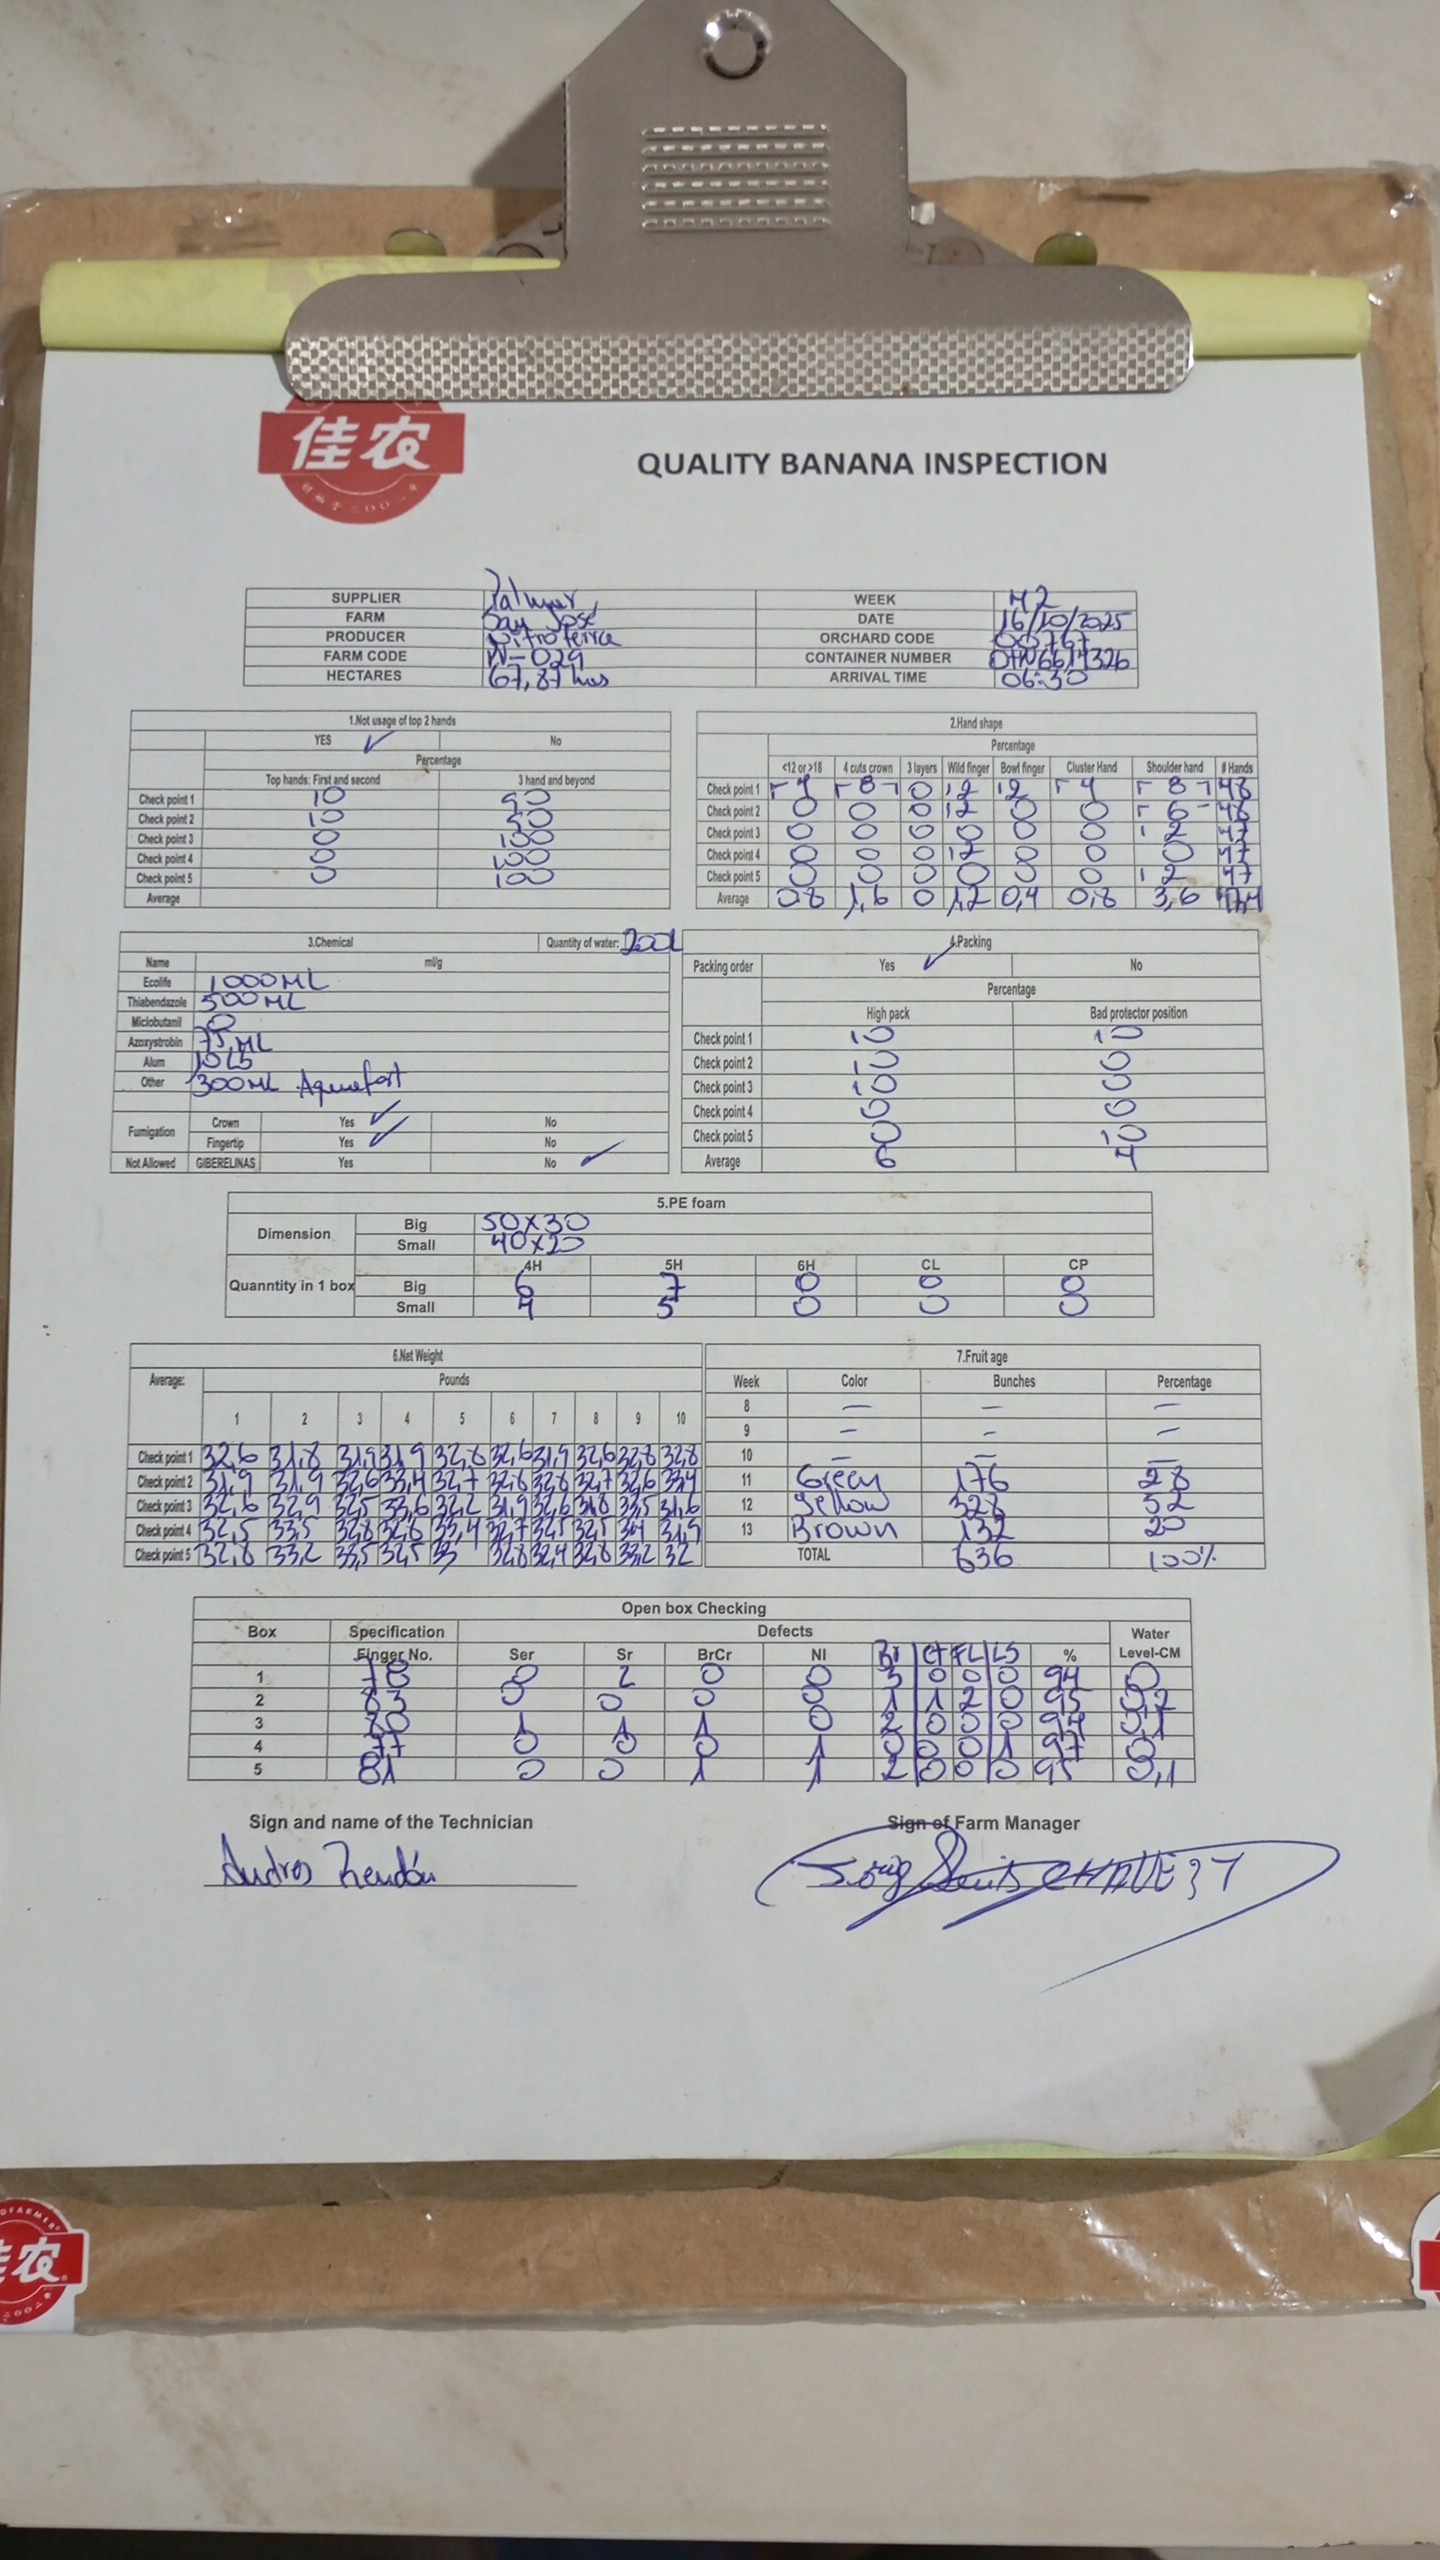 佳农
QUALITY BANANA INSPECTION
SUPPLIER Palmar WEEK 42
FARM San José DATE 16/10/2025
PRODUCER Nitroterra ORCHARD CODE 00767
FARM CODE N-029 CONTAINER NUMBER
HECTARES 67,87 has ARRIVAL TIME 06:30
1.Not usage of top 2 hands
YES ✓ No
Percentage
Top hands: First and second 3 hand and beyond
Check point 1 10 90
Check point 2 10 90
Check point 3 0 100
Check point 4 0 100
Check point 5 0 100
Average
2.Hand shape
Percentage
<12 or >18 4 cuts crown 3 layers Wild finger Bowl finger Cluster Hand Shoulder hand # Hands
Check point 1 4 8 0 2 2 4 8 48
Check point 2 0 0 0 2 0 0 6 48
Check point 3 0 0 0 0 0 0 2 47
Check point 4 0 0 0 2 0 0 0 47
Check point 5 0 0 0 0 0 0 2 47
Average 0,8 1,6 0 1,2 0,4 0,8 3,6 47,4
3.Chemical Quantity of water: 200L
Name ml/g
Ecolife 1000ML
Thiabendazole 500ML
Miclobutanil 0
Azoxystrobin 75 ML
Alum 10 LS
Other 300ML Aquafort
Fumigation Crown Yes ✓ No
Fingertip Yes ✓ No
Not Allowed GIBERELINAS Yes No ✓
4.Packing
Packing order Yes ✓ No
Percentage
High pack Bad protector position
Check point 1 10 10
Check point 2 10 0
Check point 3 10 0
Check point 4 0 0
Check point 5 0 10
Average 6 4
5.PE foam
Dimension Big 50x30
Small 40x20
4H 5H 6H CL CP
Quanntity in 1 box Big 6 7 0 0 0
Small 4 5 0 0 0
6.Net Weight
Average: Pounds
1 2 3 4 5 6 7 8 9 10
Check point 1 32,6 31,8 31,9 31,9 32,8 32,6 31,9 32,6 32,8 32,8
Check point 2 31,9 31,9 32,6 33,4 32,7 32,8 32,8 32,7 32,6 33,4
Check point 3 32,6 32,9 32,5 33,6 32,2 31,9 32,6 31,8 33,5 31,6
Check point 4 32,5 33,5 32,8 32,6 33,4 32,7 32,5 32,5 34 31,9
Check point 5 32,8 33,2 33,5 32,5 33 32,8 32,4 32,8 33,2 32
7.Fruit age
Week Color Bunches Percentage
8 — — —
9 — — —
10 — — —
11 Green 176 28
12 Yellow 328 52
13 Brown 132 20
TOTAL 636 100%
Open box Checking
Box Specification Defects Water
Finger No. Ser Sr BrCr NI Br CT FL LS % Level-CM
1 78 0 2 0 0 3 0 0 0 94 0
2 83 0 0 0 0 1 1 2 0 95 0,2
3 80 1 1 1 0 2 0 0 0 94 0,1
4 77 0 0 0 1 0 0 0 1 97 0
5 81 0 0 1 1 2 0 0 0 95 0,1
Sign and name of the Technician Sign of Farm Manager
Andres Rendón
佳农